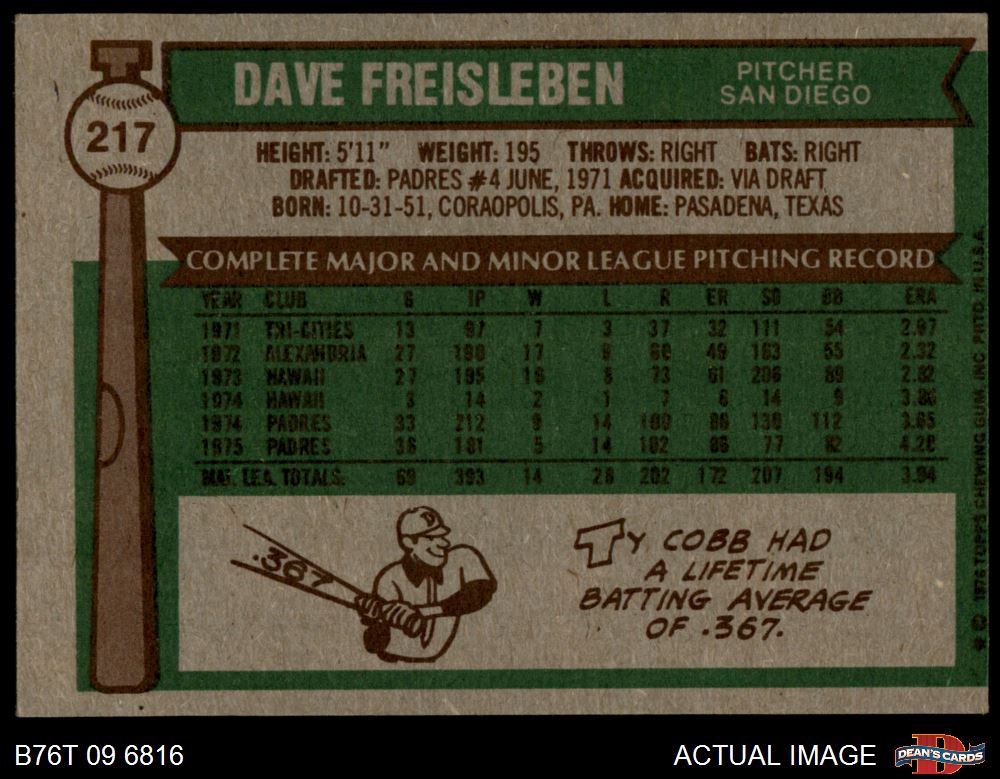 DAVE FREISLEBEN
PITCHER
SAN DIEGO
217
HEIGHT: 5'11" WEIGHT: 195 THROWS: RIGHT BATS: RIGHT
DRAFTED: PADRES #4 JUNE, 1971 ACQUIRED: VIA DRAFT
BORN: 10-31-51, CORAOPOLIS, PA. HOME: PASADENA, TEXAS
COMPLETE MAJOR AND MINOR LEAGUE PITCHING RECORD
YEAR CLUB G IP W L R ER SO BB ERA
1971 TRI-CITIES 13 97 7 3 37 32 111 54 2.97
1972 ALEXANDRIA 27 190 17 9 60 49 163 55 2.32
1973 HAWAII 27 195 16 8 73 61 206 89 2.82
1974 HAWAII 3 14 2 1 7 6 14 9 3.86
1974 PADRES 33 212 9 14 100 86 130 112 3.65
1975 PADRES 36 181 5 14 102 86 77 82 4.28
MAJ. LEA. TOTALS: 69 393 14 28 202 172 207 194 3.94
.367
TY COBB HAD
A LIFETIME
BATTING AVERAGE
OF .367.
© 1976 TOPPS CHEWING GUM, INC. PRTD. IN U.S.A.
B76T 09 6816
ACTUAL IMAGE
DEAN'S CARDS